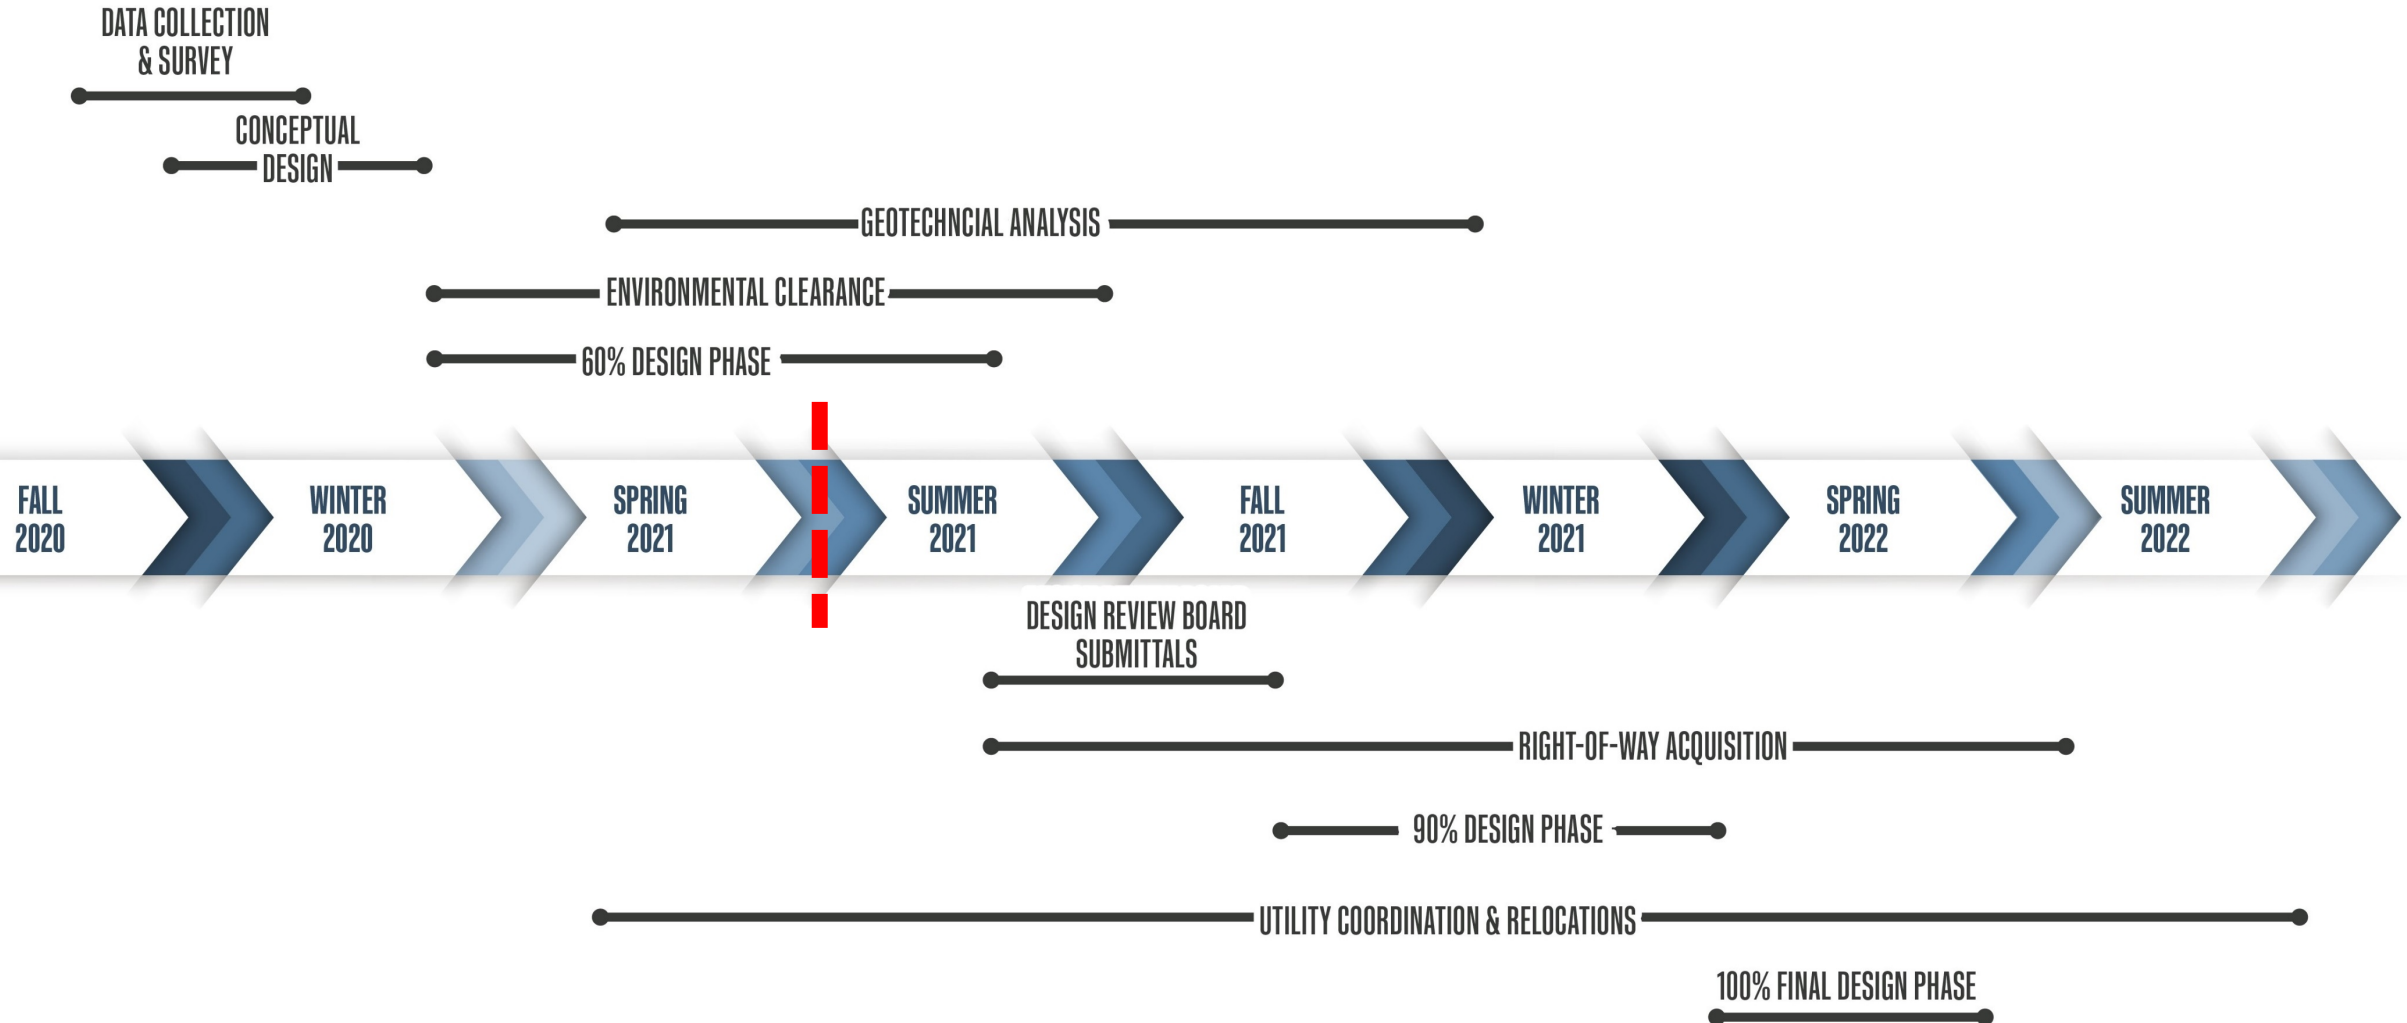 DATA COLLECTION
& SURVEY
CONCEPTUAL
DESIGN
GEOTECHNCIAL ANALYSIS
ENVIRONMENTAL CLEARANCE
60% DESIGN PHASE
FALL
2020
WINTER
2020
SPRING
2021
SUMMER
2021
FALL
2021
WINTER
2021
SPRING
2022
SUMMER
2022
DESIGN REVIEW BOARD
SUBMITTALS
RIGHT-OF-WAY ACQUISITION
90% DESIGN PHASE
UTILITY COORDINATION & RELOCATIONS
100% FINAL DESIGN PHASE